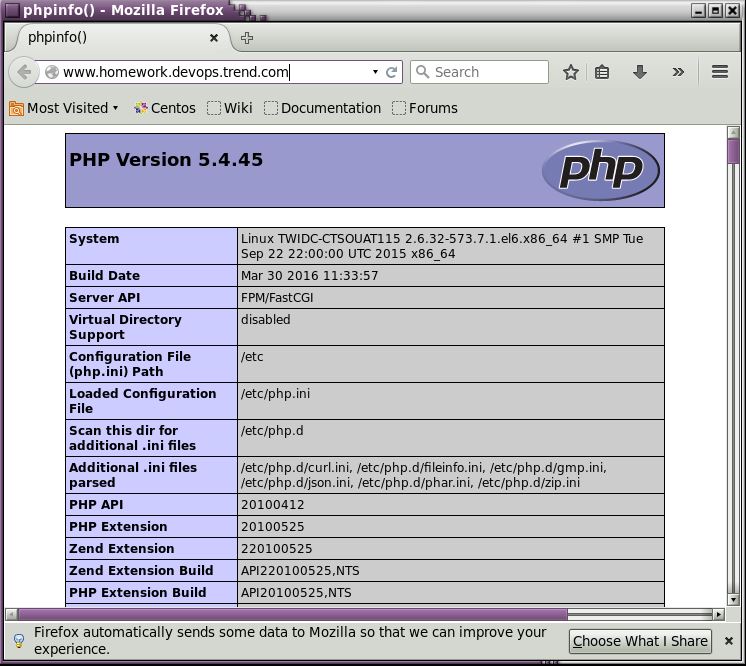 phpinfo() - Mozilla Firefox
phpinfo()
www.homework.devops.trend.com
Search
Most Visited
Centos
Wiki
Documentation
Forums
PHP Version 5.4.45
php
System
Linux TWIDC-CTSOUAT115 2.6.32-573.7.1.el6.x86_64 #1 SMP Tue
Sep 22 22:00:00 UTC 2015 x86_64
Build Date
Mar 30 2016 11:33:57
Server API
FPM/FastCGI
Virtual Directory
Support
disabled
Configuration File
(php.ini) Path
/etc
Loaded Configuration
File
/etc/php.ini
Scan this dir for
additional .ini files
/etc/php.d
Additional .ini files
parsed
/etc/php.d/curl.ini, /etc/php.d/fileinfo.ini, /etc/php.d/gmp.ini,
/etc/php.d/json.ini, /etc/php.d/phar.ini, /etc/php.d/zip.ini
PHP API
20100412
PHP Extension
20100525
Zend Extension
220100525
Zend Extension Build
API220100525,NTS
PHP Extension Build
API20100525,NTS
Firefox automatically sends some data to Mozilla so that we can improve your
experience.
Choose What I Share